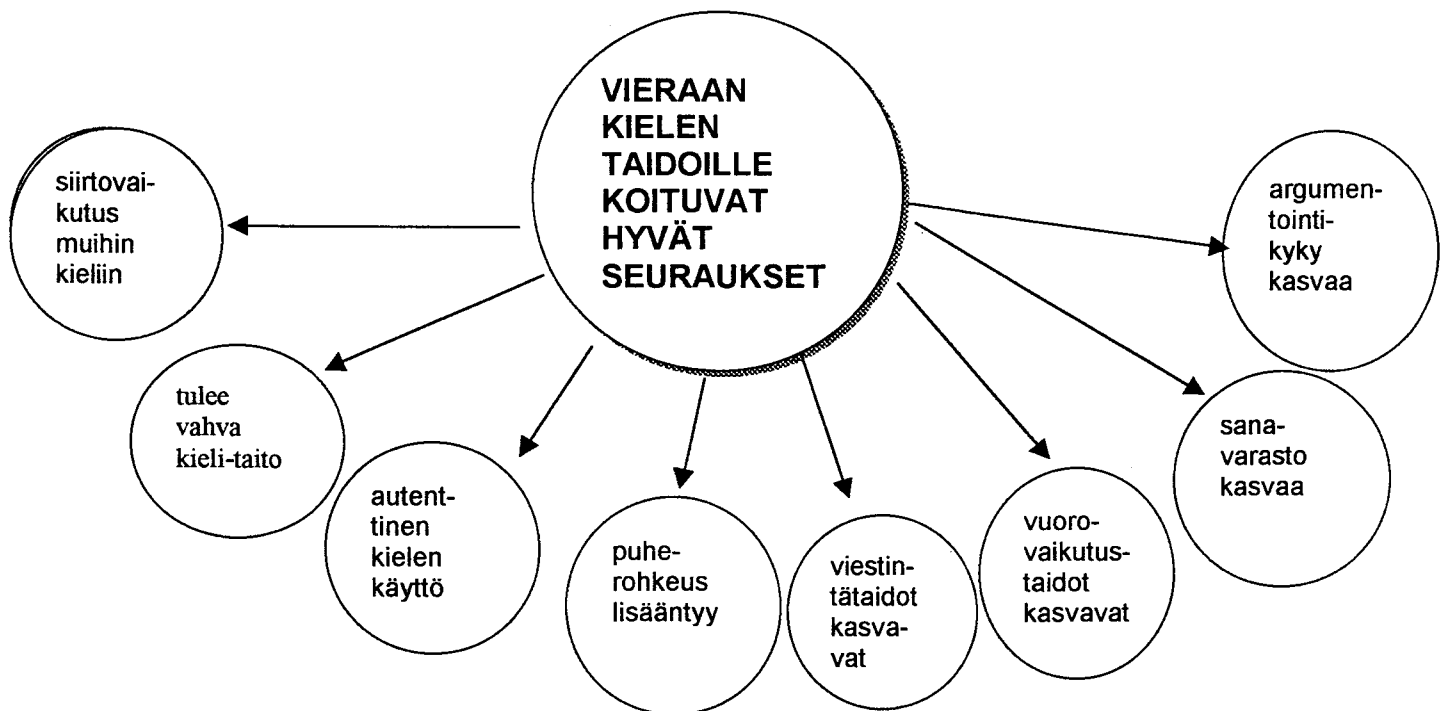 VIERAAN
KIELEN
TAIDOILLE
KOITUVAT
HYVÄT
SEURAUKSET
siirtovai-
kutus
muihin
kieliin
tulee
vahva
kieli-taito
autent-
tinen
kielen
käyttö
puhe-
rohkeus
lisääntyy
viestin-
tätaidot
kasva-
vat
vuoro-
vaikutus-
taidot
kasvavat
sana-
varasto
kasvaa
argumen-
tointi-
kyky
kasvaa